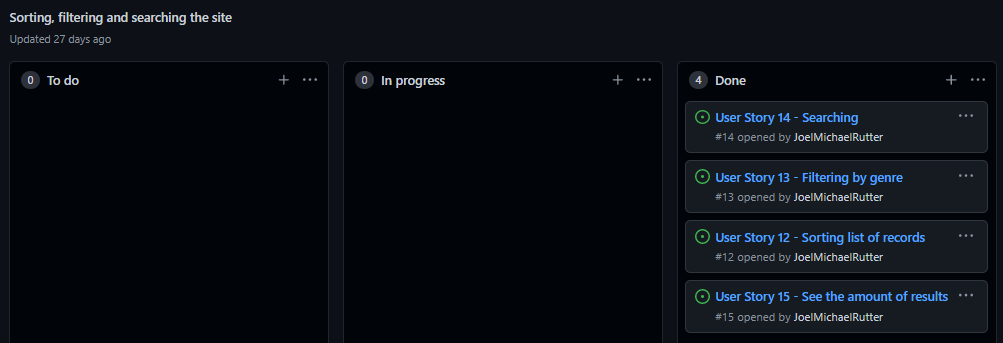 Sorting, filtering and searching the site
Updated 27 days ago
0 To do
0 In progress
4 Done
User Story 14 - Searching
#14 opened by JoelMichaelRutter
User Story 13 - Filtering by genre
#13 opened by JoelMichaelRutter
User Story 12 - Sorting list of records
#12 opened by JoelMichaelRutter
User Story 15 - See the amount of results
#15 opened by JoelMichaelRutter